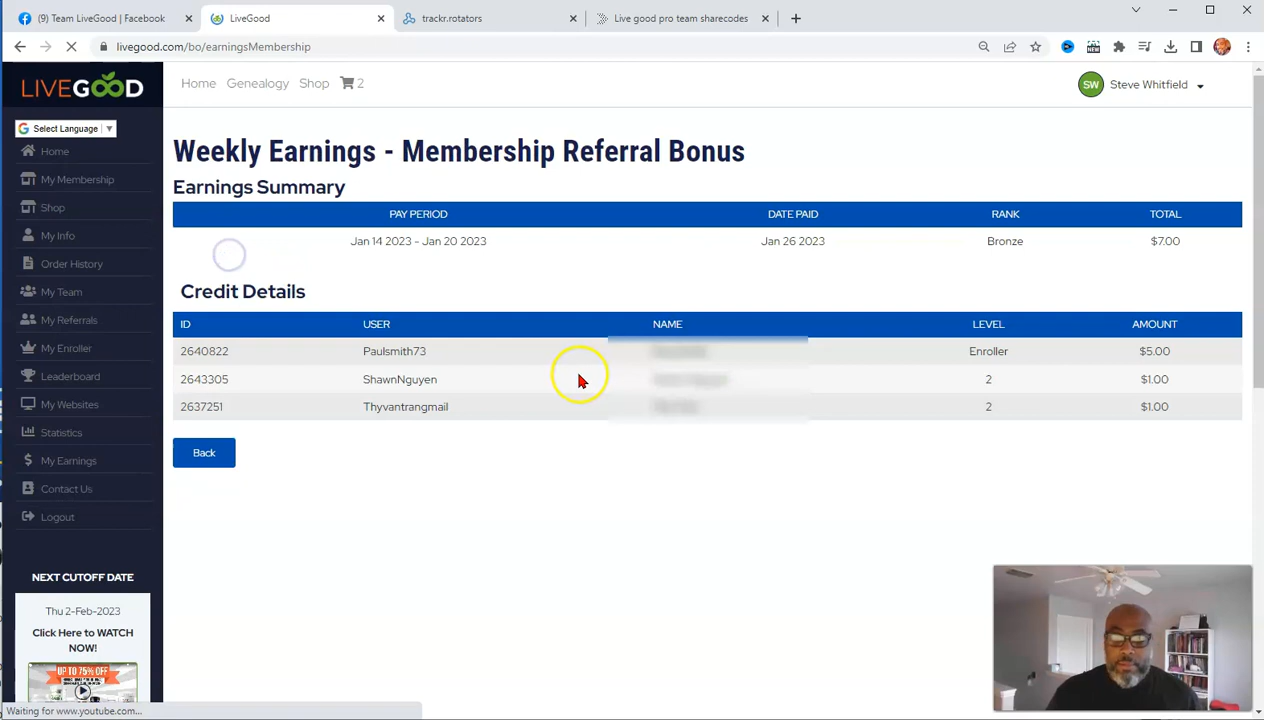 (9) Team LiveGood | Facebook
LiveGood
trackr.rotators
Live good pro team sharecodes
livegood.com/bo/earningsMembership
LIVEGOOD
Home Genealogy Shop 2
SW Steve Whitfield
G Select Language
Home
My Membership
Shop
My Info
Order History
My Team
My Referrals
My Enroller
Leaderboard
My Websites
Statistics
My Earnings
Contact Us
Logout
NEXT CUTOFF DATE
Thu 2-Feb-2023
Click Here to WATCH
NOW!
UP TO 75% OFF
Weekly Earnings - Membership Referral Bonus
Earnings Summary
PAY PERIOD DATE PAID RANK TOTAL
Jan 14 2023 - Jan 20 2023 Jan 26 2023 Bronze $7.00
Credit Details
ID USER NAME LEVEL AMOUNT
2640822 Paulsmith73 Enroller $5.00
2643305 ShawnNguyen 2 $1.00
2637251 Thyvantrangmail 2 $1.00
Back
Waiting for www.youtube.com...